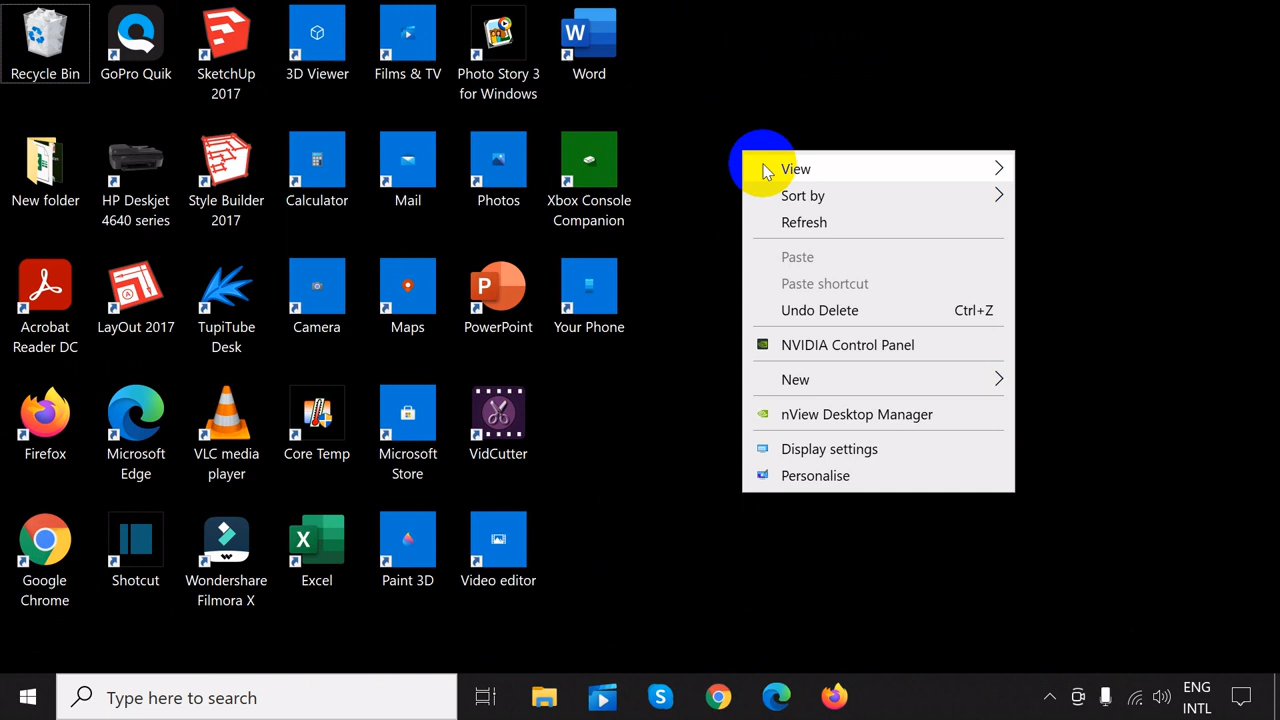 Recycle Bin
GoPro Quik
SketchUp
2017
3D Viewer
Films & TV
Photo Story 3
for Windows
Word
New folder
HP Deskjet
4640 series
Style Builder
2017
Calculator
Mail
Photos
Xbox Console
Companion
Acrobat
Reader DC
LayOut 2017
TupiTube
Desk
Camera
Maps
PowerPoint
Your Phone
Firefox
Microsoft
Edge
VLC media
player
Core Temp
Microsoft
Store
VidCutter
Google
Chrome
Shotcut
Wondershare
Filmora X
Excel
Paint 3D
Video editor
View
Sort by
Refresh
Paste
Paste shortcut
Undo Delete Ctrl+Z
NVIDIA Control Panel
New
nView Desktop Manager
Display settings
Personalise
Type here to search
ENG
INTL